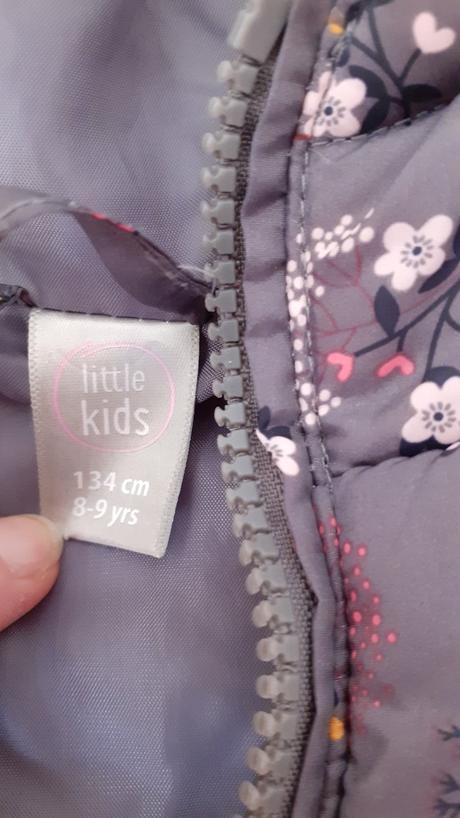 little
kids
134 cm
8-9 yrs